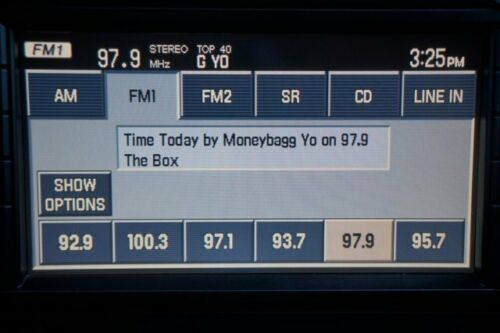 FM1 97.9 MHz STEREO TOP 40 G YO 3:25PM
AM FM1 FM2 SR CD LINE IN
Time Today by Moneybagg Yo on 97.9
The Box
SHOW
OPTIONS
92.9 100.3 97.1 93.7 97.9 95.7